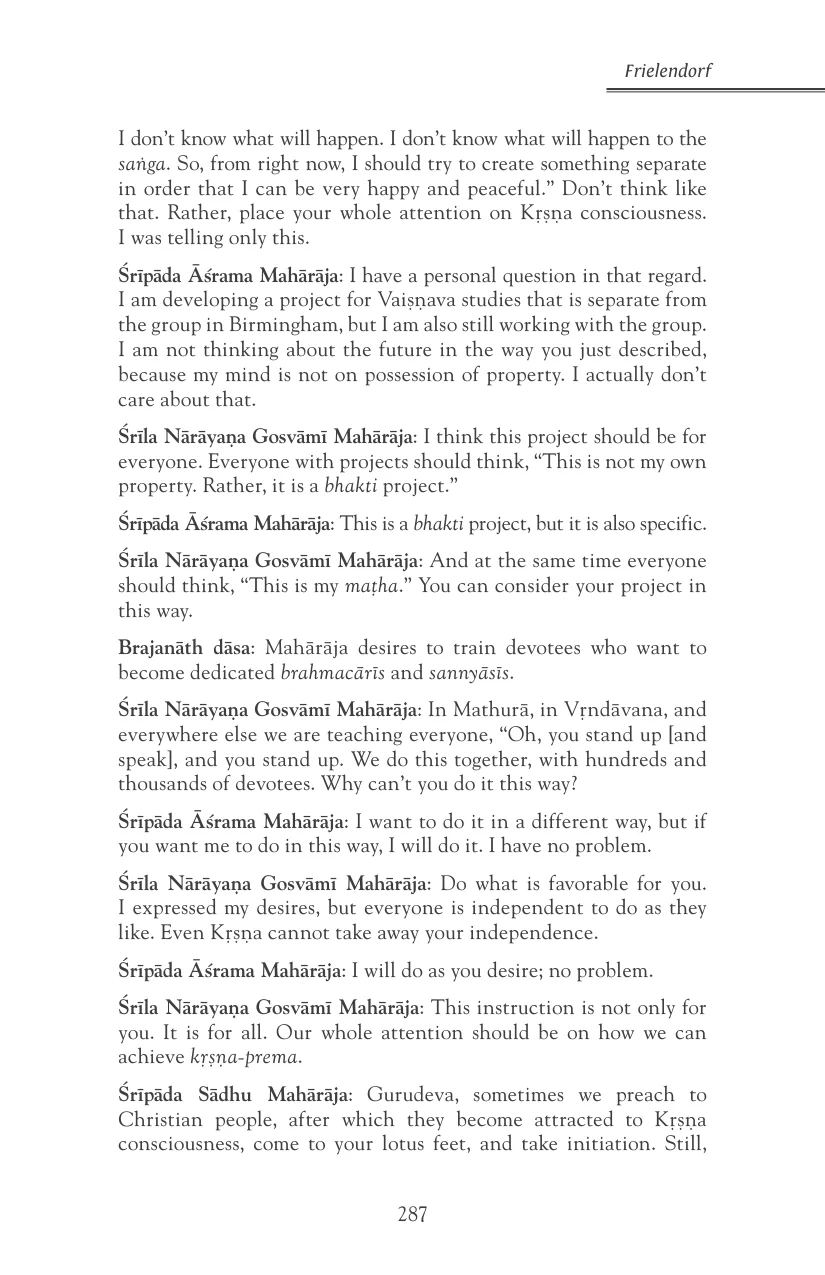 Frielendorf
I don’t know what will happen. I don’t know what will happen to the
saṅga. So, from right now, I should try to create something separate
in order that I can be very happy and peaceful.” Don’t think like
that. Rather, place your whole attention on Kṛṣṇa consciousness.
I was telling only this.
Śrīpāda Āśrama Mahārāja: I have a personal question in that regard.
I am developing a project for Vaiṣṇava studies that is separate from
the group in Birmingham, but I am also still working with the group.
I am not thinking about the future in the way you just described,
because my mind is not on possession of property. I actually don’t
care about that.
Śrīla Nārāyaṇa Gosvāmī Mahārāja: I think this project should be for
everyone. Everyone with projects should think, “This is not my own
property. Rather, it is a bhakti project.”
Śrīpāda Āśrama Mahārāja: This is a bhakti project, but it is also specific.
Śrīla Nārāyaṇa Gosvāmī Mahārāja: And at the same time everyone
should think, “This is my maṭha.” You can consider your project in
this way.
Brajanāth dāsa: Mahārāja desires to train devotees who want to
become dedicated brahmacārīs and sannyāsīs.
Śrīla Nārāyaṇa Gosvāmī Mahārāja: In Mathurā, in Vṛndāvana, and
everywhere else we are teaching everyone, “Oh, you stand up [and
speak], and you stand up. We do this together, with hundreds and
thousands of devotees. Why can’t you do it this way?
Śrīpāda Āśrama Mahārāja: I want to do it in a different way, but if
you want me to do in this way, I will do it. I have no problem.
Śrīla Nārāyaṇa Gosvāmī Mahārāja: Do what is favorable for you.
I expressed my desires, but everyone is independent to do as they
like. Even Kṛṣṇa cannot take away your independence.
Śrīpāda Āśrama Mahārāja: I will do as you desire; no problem.
Śrīla Nārāyaṇa Gosvāmī Mahārāja: This instruction is not only for
you. It is for all. Our whole attention should be on how we can
achieve kṛṣṇa-prema.
Śrīpāda Sādhu Mahārāja: Gurudeva, sometimes we preach to
Christian people, after which they become attracted to Kṛṣṇa
consciousness, come to your lotus feet, and take initiation. Still,
287